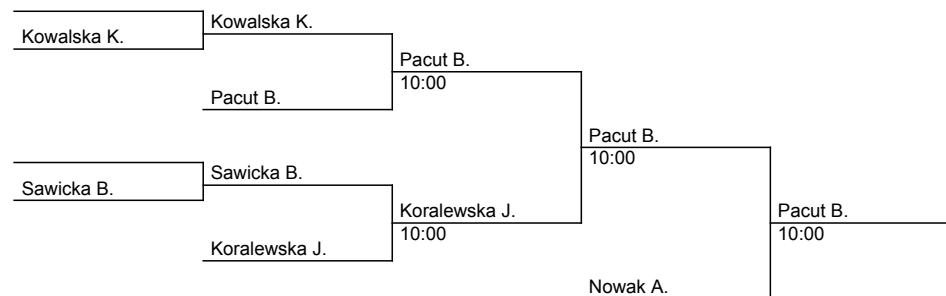 Kowalska K.
Kowalska K.
Pacut B.
10:00
Pacut B.
Pacut B.
10:00
Sawicka B.
Sawicka B.
Koralewska J.
10:00
Koralewska J.
Pacut B.
10:00
Nowak A.